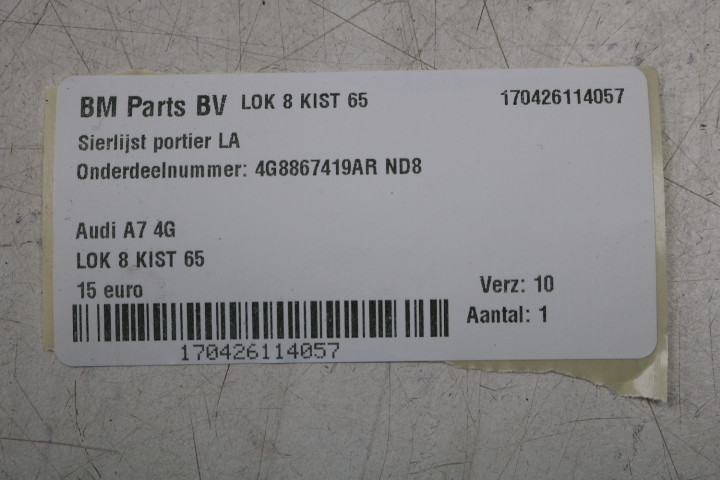 BM Parts BV LOK 8 KIST 65 170426114057
Sierlijst portier LA
Onderdeelnummer: 4G8867419AR ND8
Audi A7 4G
LOK 8 KIST 65
15 euro Verz: 10
Aantal: 1
170426114057